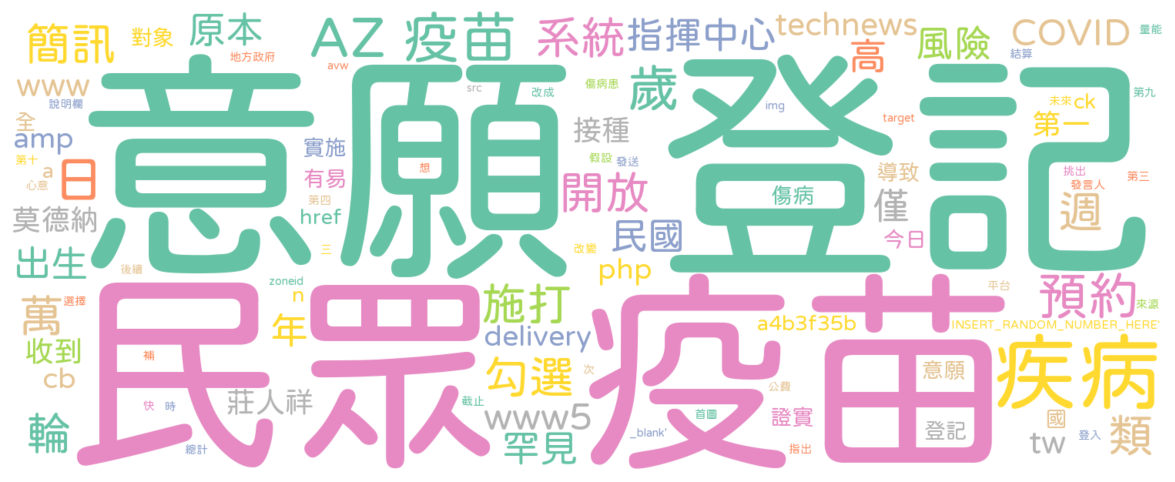 意願登記
民眾 疫苗
簡訊
對象
原本
地方政府
AZ 疫苗
系統
指揮中心
technews
COVID
量能
結算
風險
高
www
說明欄
avw
src
改成
傷病患
歲
img
target
第九
未來
ck
第一
全
amp
第十
a
心意
日
莫德納
出生
實施
有易
第四
href
想
三
接種
假設
發送
開放
民國
傷病
導致
僅
今日
週
挑出
發言人
第三
後續
zoneid
n
年
萬
選擇
收到
cb
輪
補
快
時
總計
莊人祥
截止
施打
delivery
勾選
www5
罕見
_blank'
改變
php
次
首圖
公費
證實
指出
a4b3f35b
平台
預約
來源
INSERT_RANDOM_NUMBER_HERE'
疾病
意願
登記
國
tw
登入
類